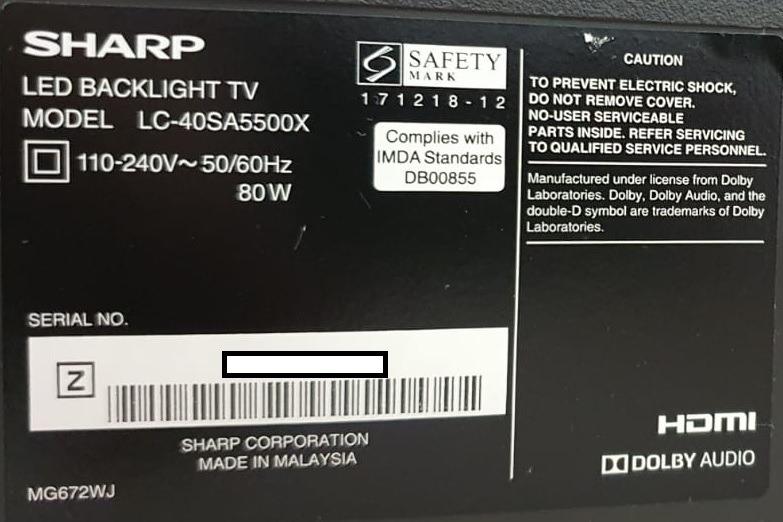 SHARP
LED BACKLIGHT TV
MODEL LC-40SA5500X
110-240V~ 50/60Hz
80W
SAFETY
MARK
171218-12
Complies with
IMDA Standards
DB00855
SERIAL NO.
Z
SHARP CORPORATION
MADE IN MALAYSIA
MG672WJ
CAUTION
TO PREVENT ELECTRIC SHOCK,
DO NOT REMOVE COVER.
NO-USER SERVICEABLE
PARTS INSIDE. REFER SERVICING
TO QUALIFIED SERVICE PERSONNEL.
Manufactured under license from Dolby
Laboratories. Dolby, Dolby Audio, and the
double-D symbol are trademarks of Dolby
Laboratories.
HDMI
DOLBY AUDIO